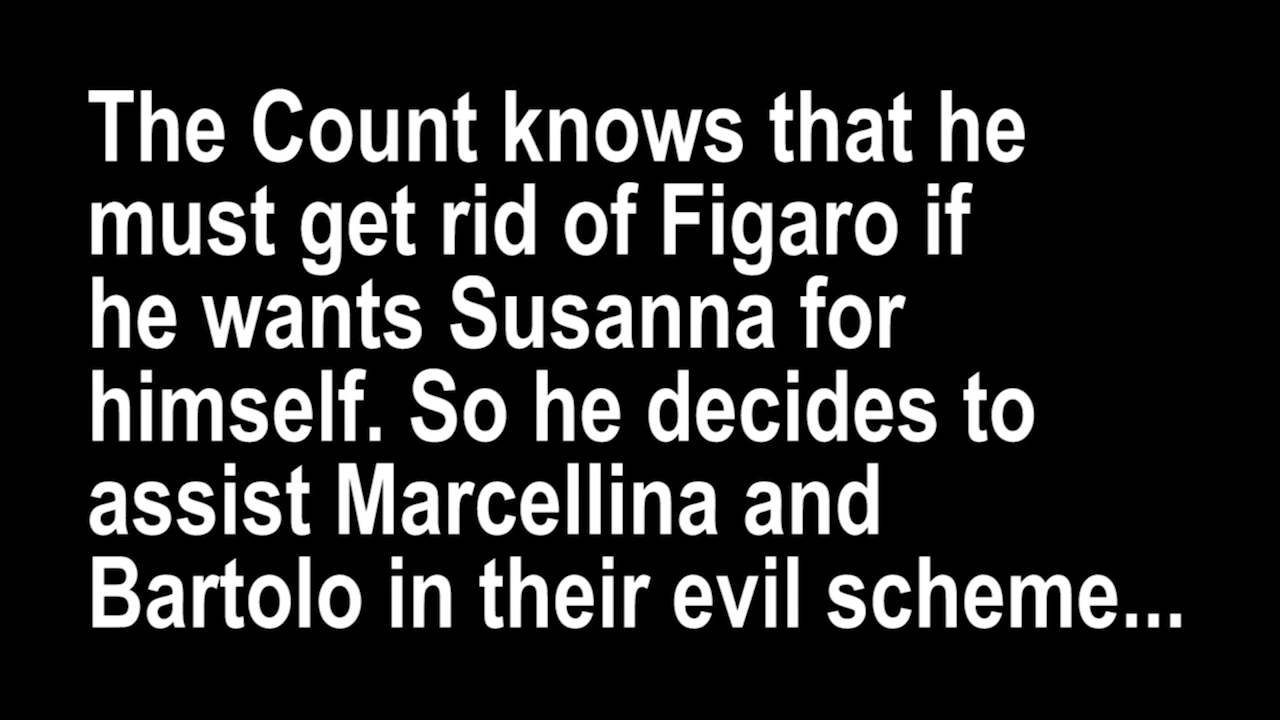 The Count knows that he
must get rid of Figaro if
he wants Susanna for
himself. So he decides to
assist Marcellina and
Bartolo in their evil scheme...